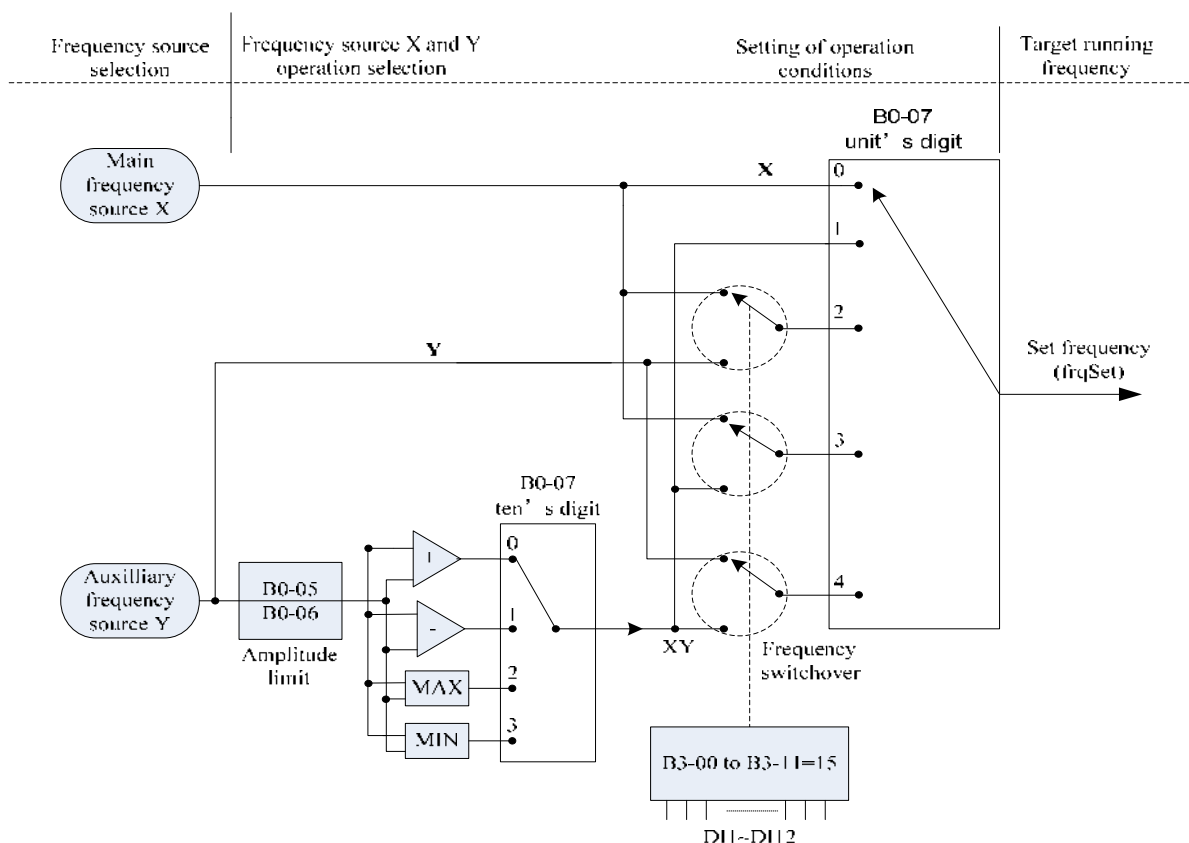 Frequency source
selection
Frequency source X and Y
operation selection
Setting of operation
conditions
Target running
frequency
B0-07
unit’ s digit
Main
frequency
source X
X
0
1
2
3
4
Y
Set frequency
(frqSet)
B0-07
ten’ s digit
0
1
2
3
Auxilliary
frequency
source Y
B0-05
B0-06
Amplitude
limit
+
-
MAX
MIN
XY
Frequency
switchover
B3-00 to B3-11=15
DI1~DI12